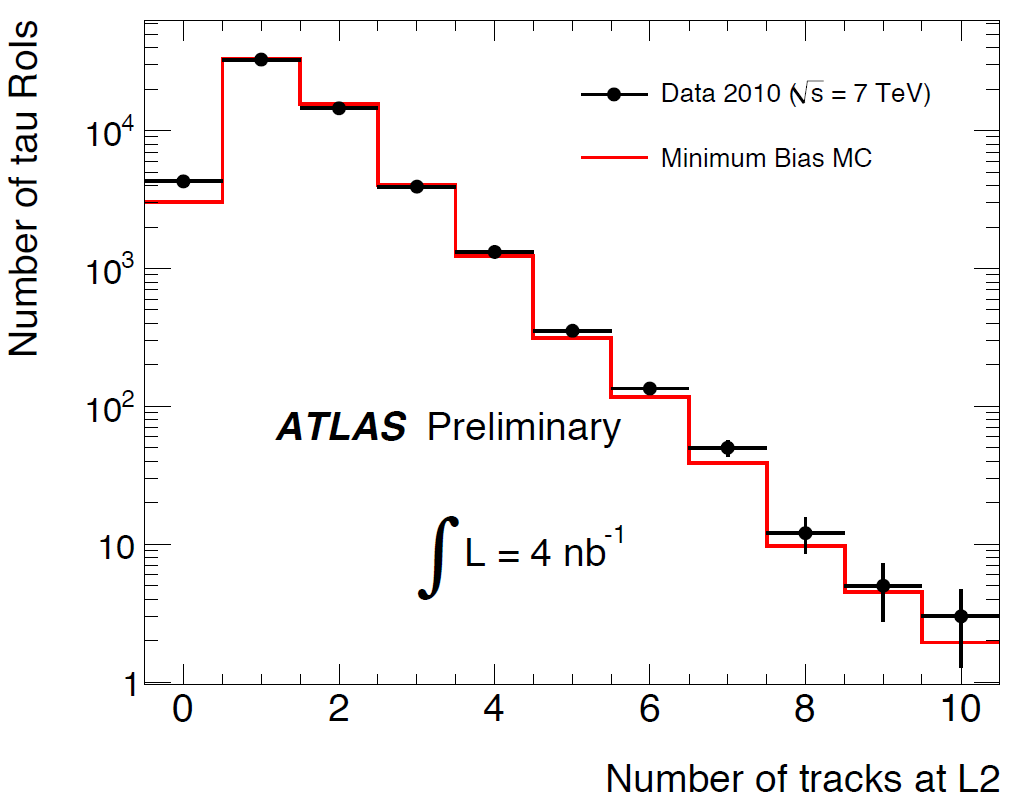 Number of tau RoIs
10⁴
10³
10²
10
1
Data 2010 (√s = 7 TeV)
Minimum Bias MC
ATLAS Preliminary
∫ L = 4 nb⁻¹
0 2 4 6 8 10
Number of tracks at L2